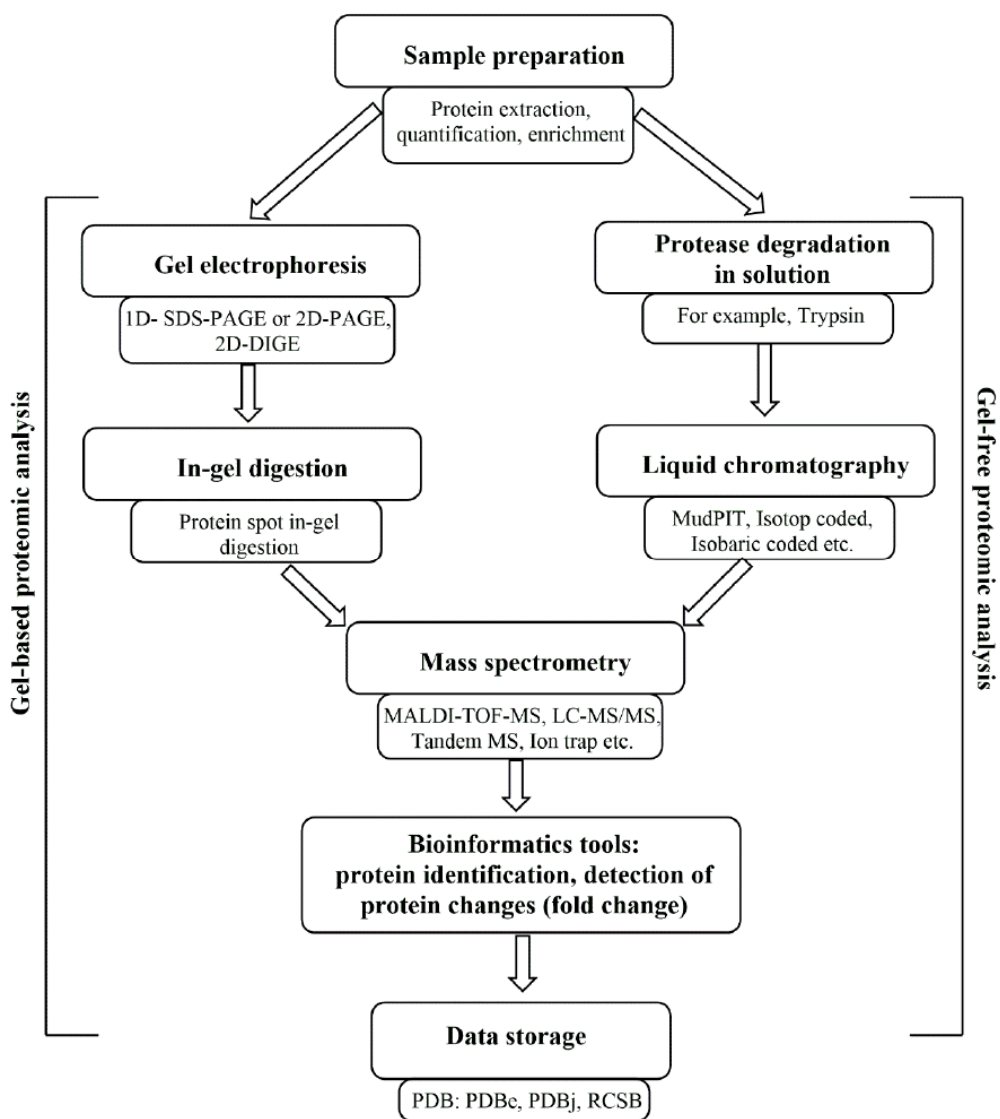 Sample preparation
Protein extraction,
quantification, enrichment
Gel-based proteomic analysis
Gel electrophoresis
1D- SDS-PAGE or 2D-PAGE,
2D-DIGE
In-gel digestion
Protein spot in-gel
digestion
Protease degradation
in solution
For example, Trypsin
Liquid chromatography
MudPIT, Isotop coded,
Isobaric coded etc.
Gel-free proteomic analysis
Mass spectrometry
MALDI-TOF-MS, LC-MS/MS,
Tandem MS, Ion trap etc.
Bioinformatics tools:
protein identification, detection of
protein changes (fold change)
Data storage
PDB: PDBe, PDBj, RCSB